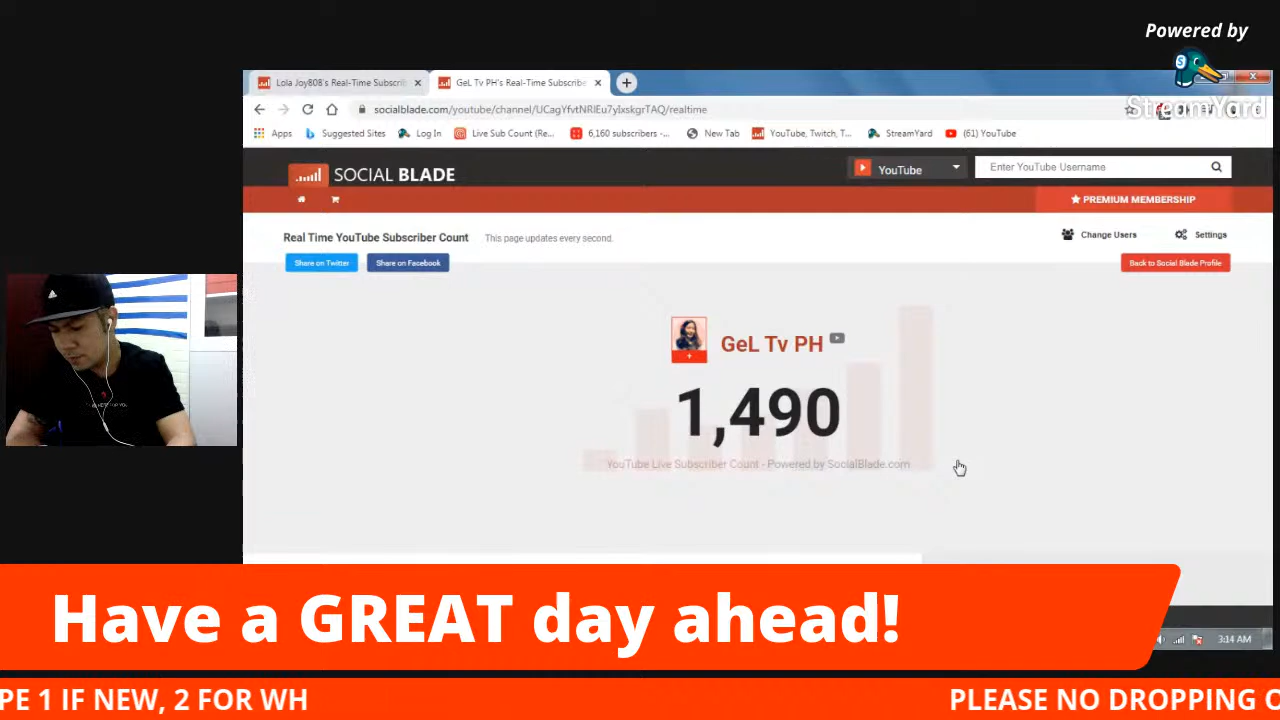 Powered by
StreamYard
Lola Joy808's Real-Time Subscrib
GeL Tv PH's Real-Time Subscribe
socialblade.com/youtube/channel/
/realtime
Apps
Suggested Sites
Log In
Live Sub Count (Re...
6,160 subscribers -...
New Tab
YouTube, Twitch, T...
StreamYard
(61) YouTube
SOCIAL BLADE
YouTube
Enter YouTube Username
PREMIUM MEMBERSHIP
Real Time YouTube Subscriber Count
This page updates every second.
Change Users
Settings
Share on Twitter
Share on Facebook
Back to Social Blade Profile
GeL Tv PH
1,490
YouTube Live Subscriber Count - Powered by SocialBlade.com
Have a GREAT day ahead!
3:14 AM
PE 1 IF NEW, 2 FOR WH
PLEASE NO DROPPING O